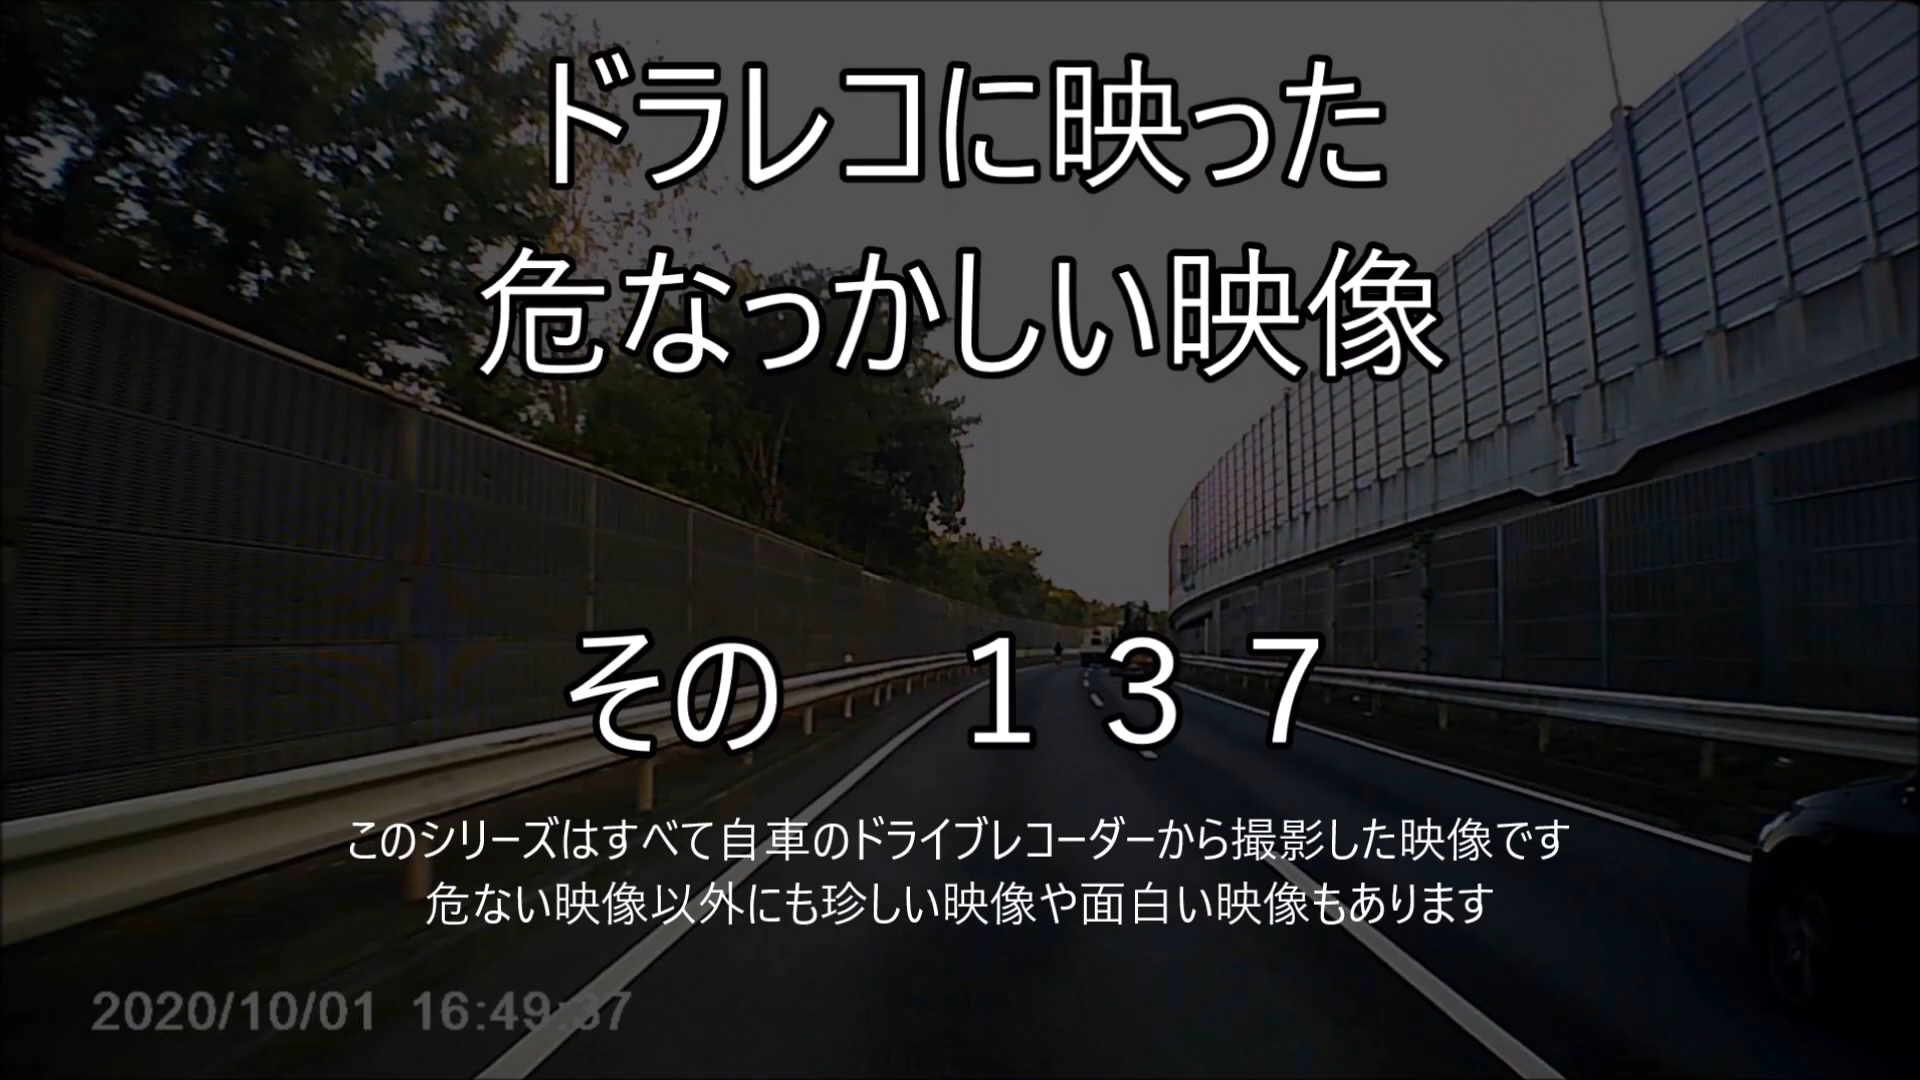 ドラレコに映った
危なっかしい映像
その　１３７
このシリーズはすべて自車のドライブレコーダーから撮影した映像です
危ない映像以外にも珍しい映像や面白い映像もあります
2020/10/01 16:49:37